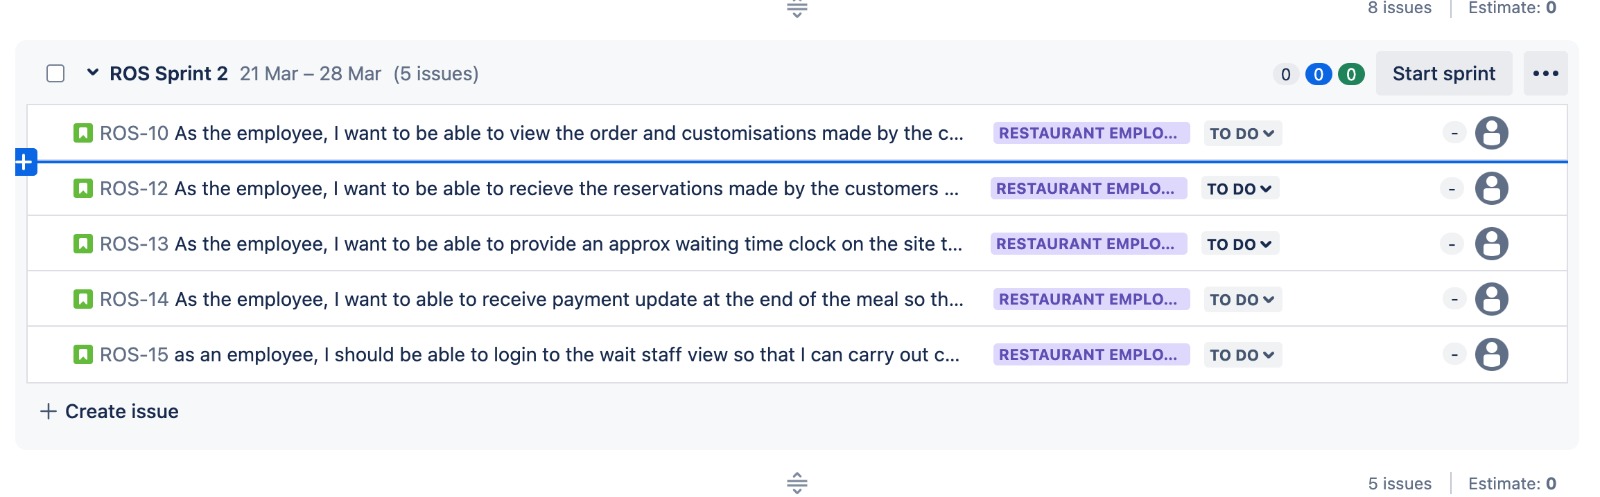 8 issues Estimate: 0
ROS Sprint 2 21 Mar – 28 Mar (5 issues) 0 0 0 Start sprint
ROS-10 As the employee, I want to be able to view the order and customisations made by the c... RESTAURANT EMPLO... TO DO -
ROS-12 As the employee, I want to be able to recieve the reservations made by the customers ... RESTAURANT EMPLO... TO DO -
ROS-13 As the employee, I want to be able to provide an approx waiting time clock on the site t... RESTAURANT EMPLO... TO DO -
ROS-14 As the employee, I want to able to receive payment update at the end of the meal so th... RESTAURANT EMPLO... TO DO -
ROS-15 as an employee, I should be able to login to the wait staff view so that I can carry out c... RESTAURANT EMPLO... TO DO -
Create issue
5 issues Estimate: 0